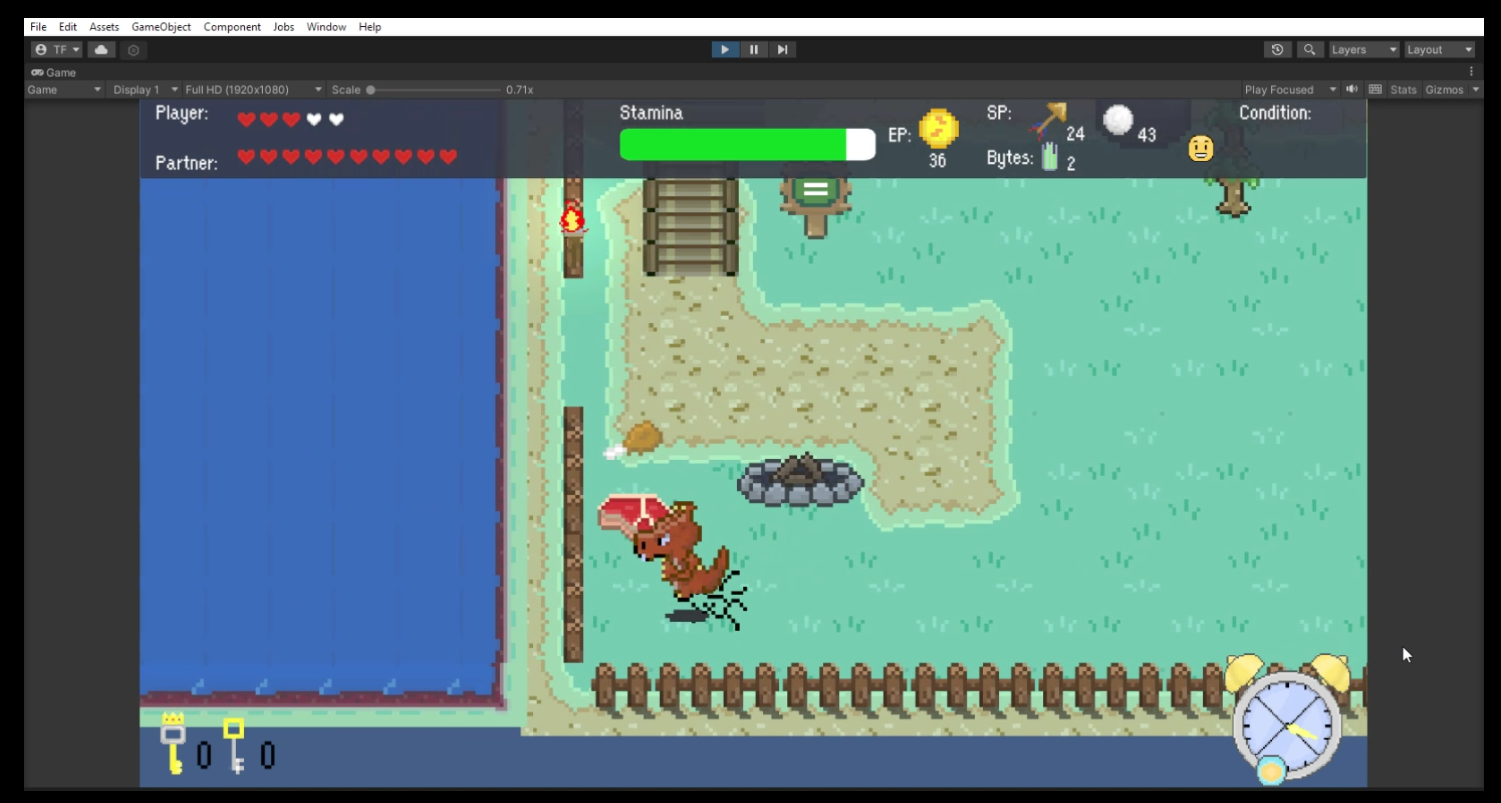 File Edit Assets GameObject Component Jobs Window Help
TF Layers Layout
Game
Game Display 1 Full HD (1920x1080) Scale 0.71x Play Focused Stats Gizmos
Player: Stamina SP: 24 43 Condition:
EP: 36
Partner: Bytes: 2
0 0